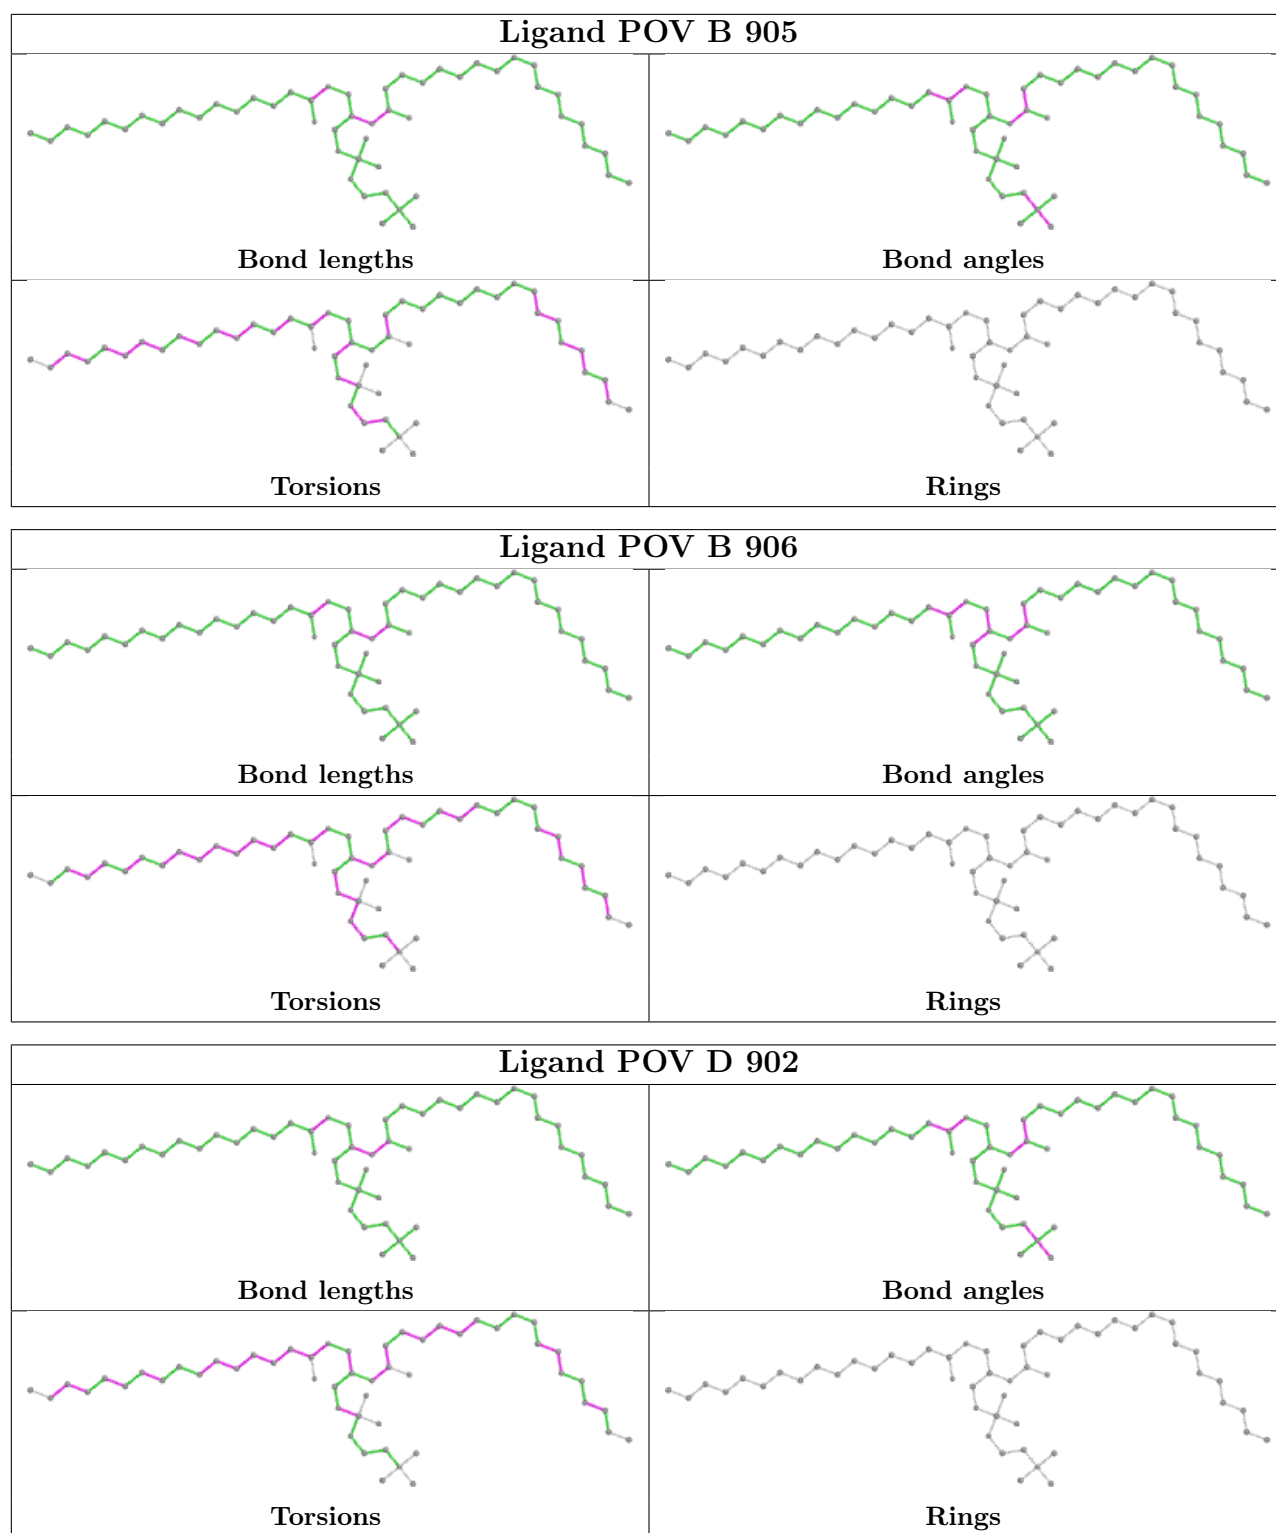 Ligand POV B 905
Bond lengths
Bond angles
Torsions
Rings
Ligand POV B 906
Bond lengths
Bond angles
Torsions
Rings
Ligand POV D 902
Bond lengths
Bond angles
Torsions
Rings